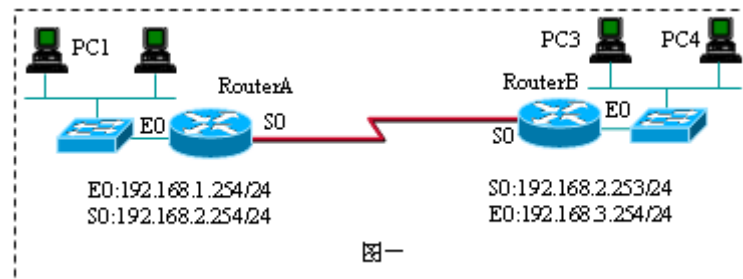 PC1
PC3
PC4
RouterA
RouterB
E0
S0
S0
E0
E0:192.168.1.254/24
S0:192.168.2.254/24
S0:192.168.2.253/24
E0:192.168.3.254/24
图一